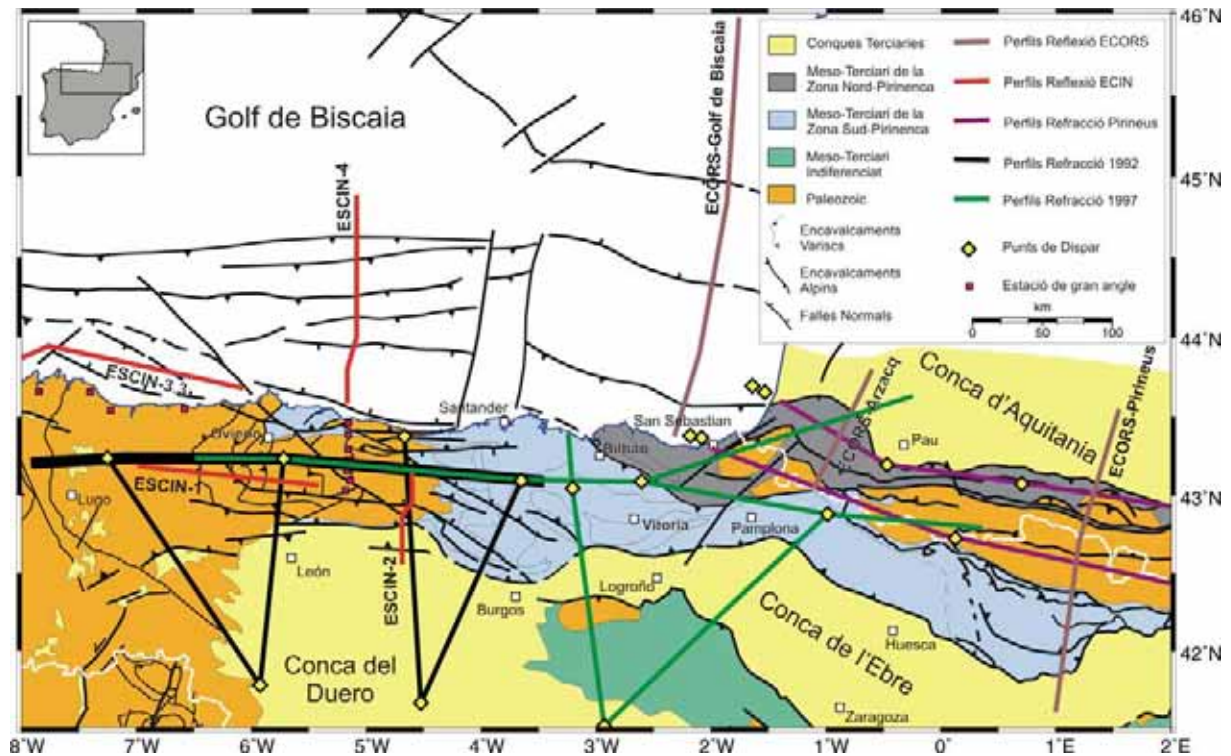 46˚N
45˚N
44˚N
43˚N
42˚N
8˚W
7˚W
6˚W
5˚W
4˚W
3˚W
2˚W
1˚W
0˚
1˚E
2˚E
Golf de Biscaia
ESCIN-4
ECORS-Golf de Biscaia
ESCIN-3.3
Santander
Oviedo
San Sebastian
Bilbao
ECORS-Arzacq
Pau
Conca d'Aquitania
ECORS-Pirineus
ESCIN-1
Lugo
Vitoria
Pamplona
León
ESCIN-2
Burgos
Logroño
Conca del
Duero
Conca de l'Ebre
Huesca
Zaragoza
Conques Terciaries
Meso-Terciari de la
Zona Nord-Pirinenca
Meso-Terciari de la
Zona Sud-Pirinenca
Meso-Terciari
Indiferenciat
Paleozoic
Encavalcaments
Variscs
Encavalcaments
Alpins
Falles Normals
Perfils Reflexió ECORS
Perfils Reflexió ECIN
Perfils Refracció Pirineus
Perfils Refracció 1992
Perfils Refracció 1997
Punts de Dispar
Estació de gran angle
km
0 50 100